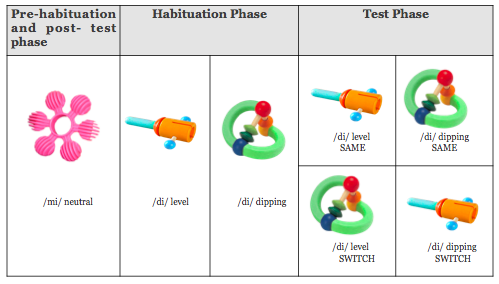 Pre-habituation
and post- test
phase
Habituation Phase
Test Phase
/mi/ neutral
/di/ level
/di/ dipping
/di/ level
SAME
/di/ dipping
SAME
/di/ level
SWITCH
/di/ dipping
SWITCH